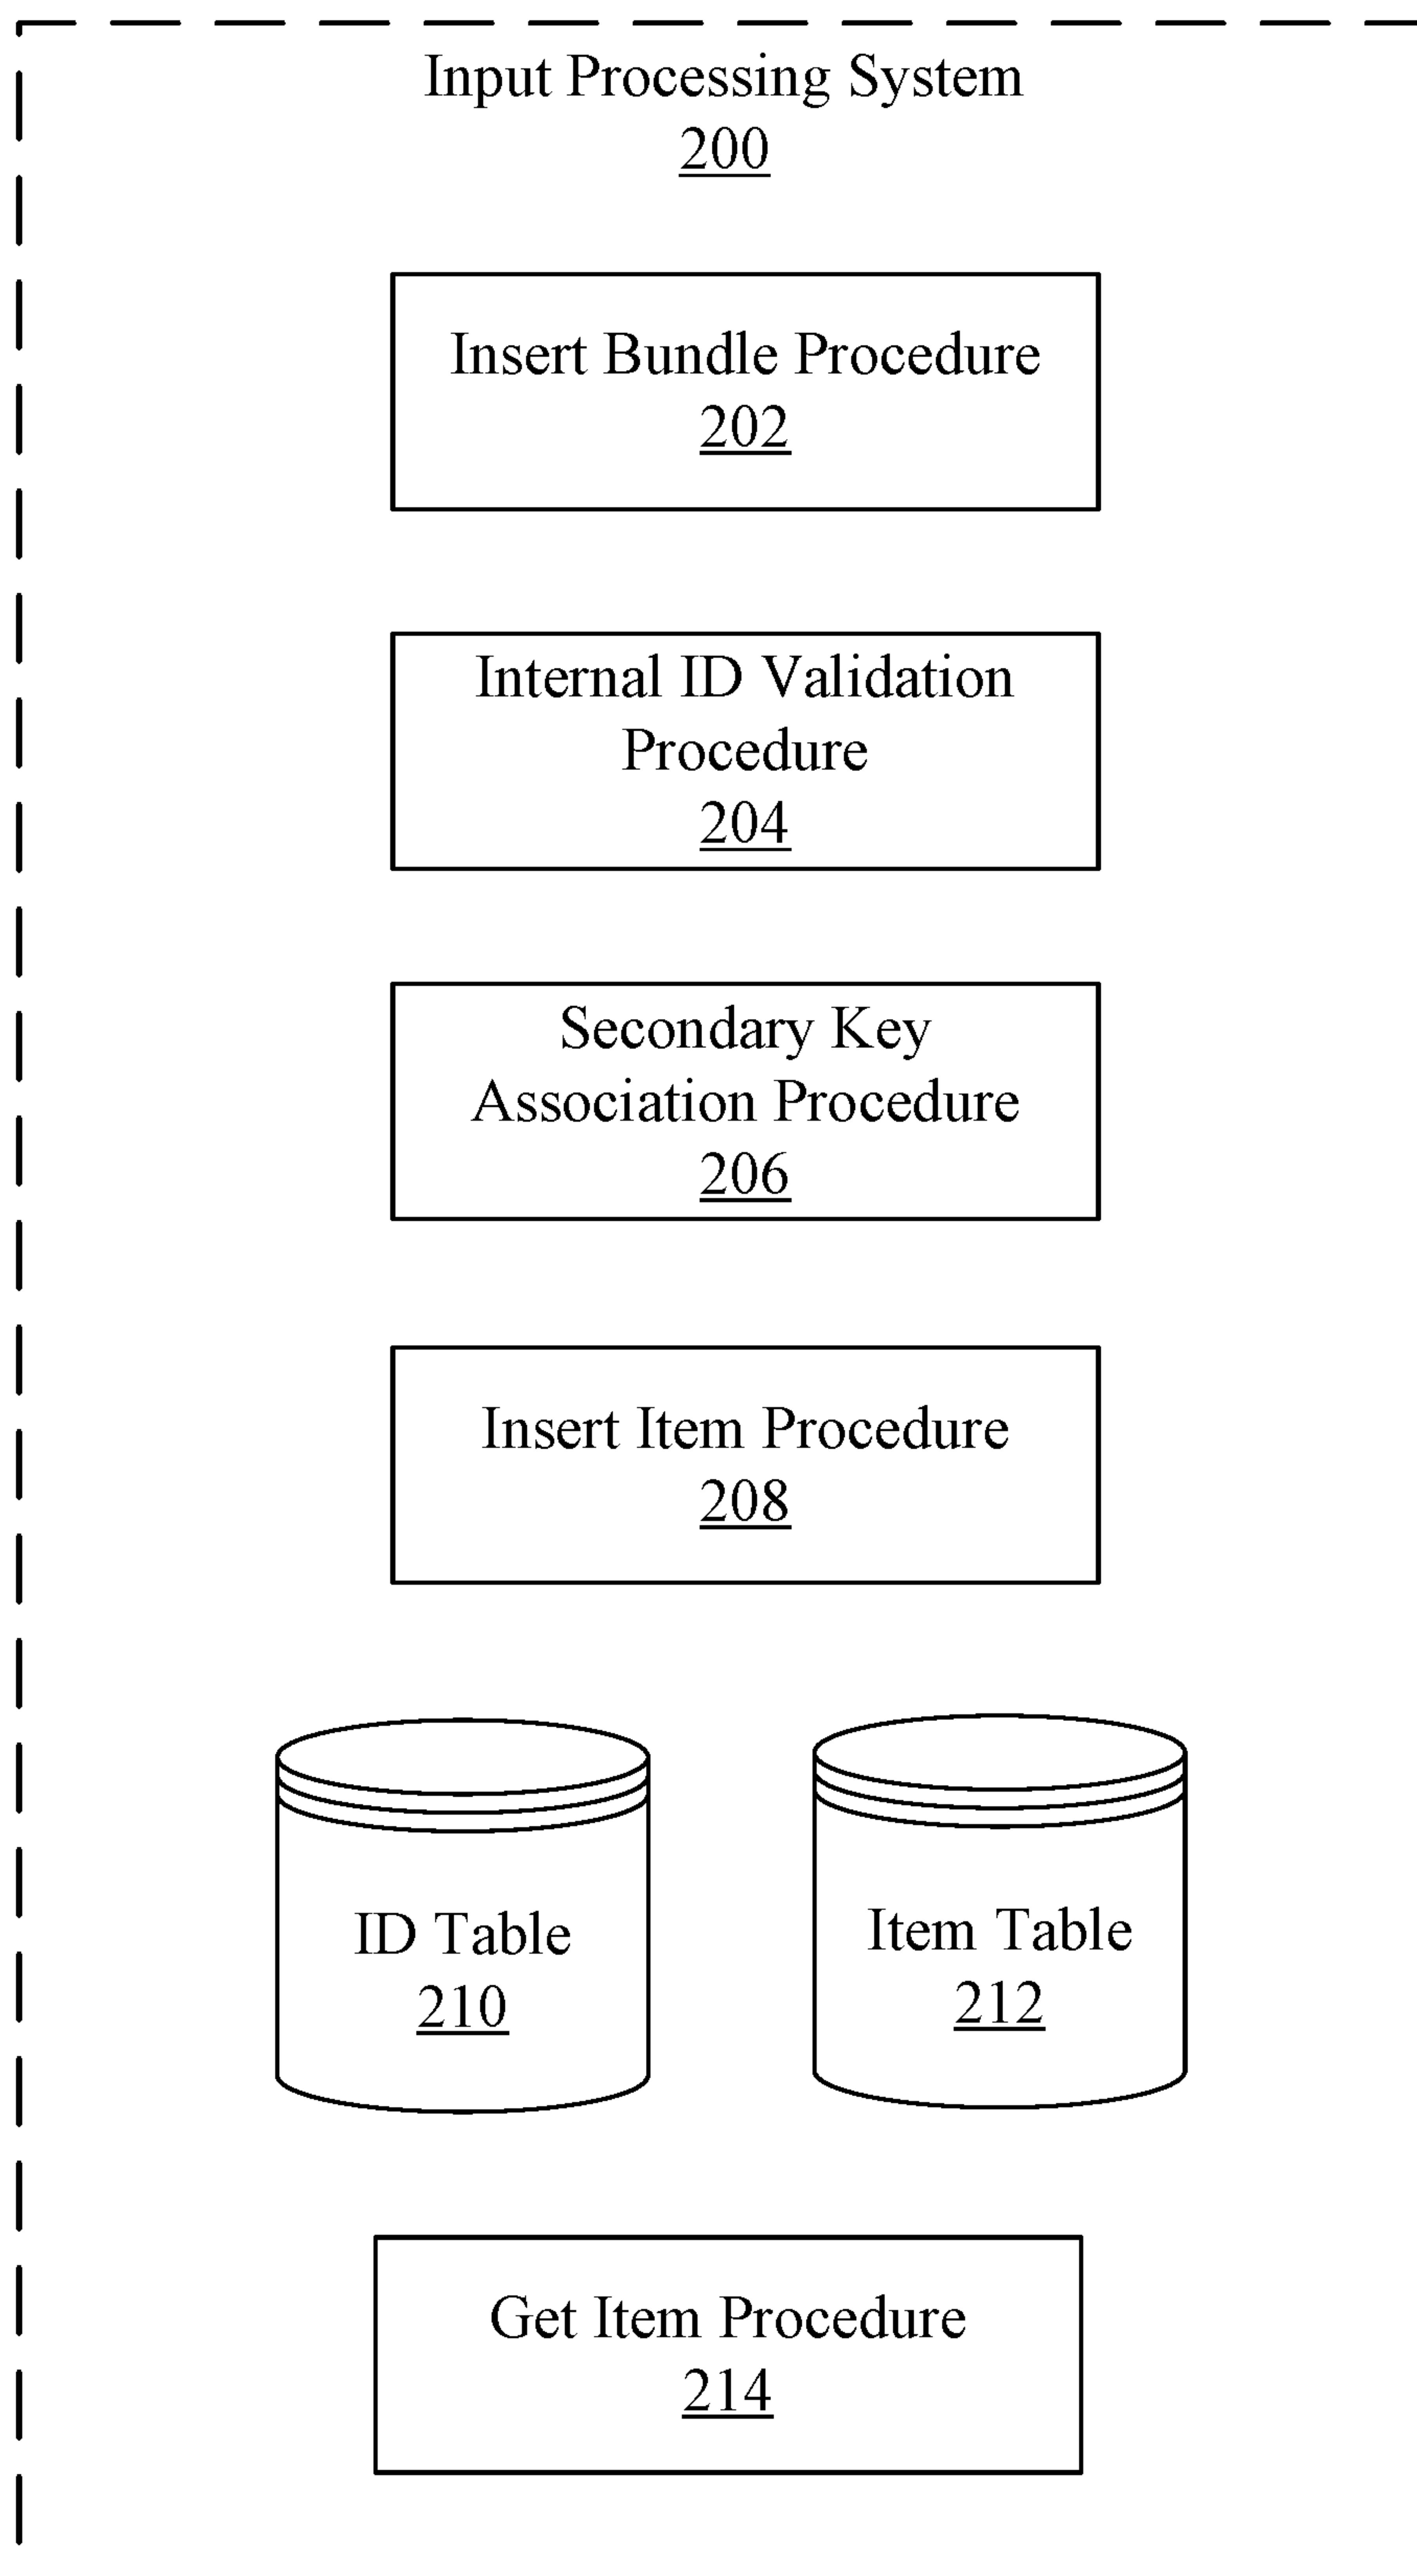 Input Processing System
200
Insert Bundle Procedure
202
Internal ID Validation
Procedure
204
Secondary Key
Association Procedure
206
Insert Item Procedure
208
ID Table
210
Item Table
212
Get Item Procedure
214